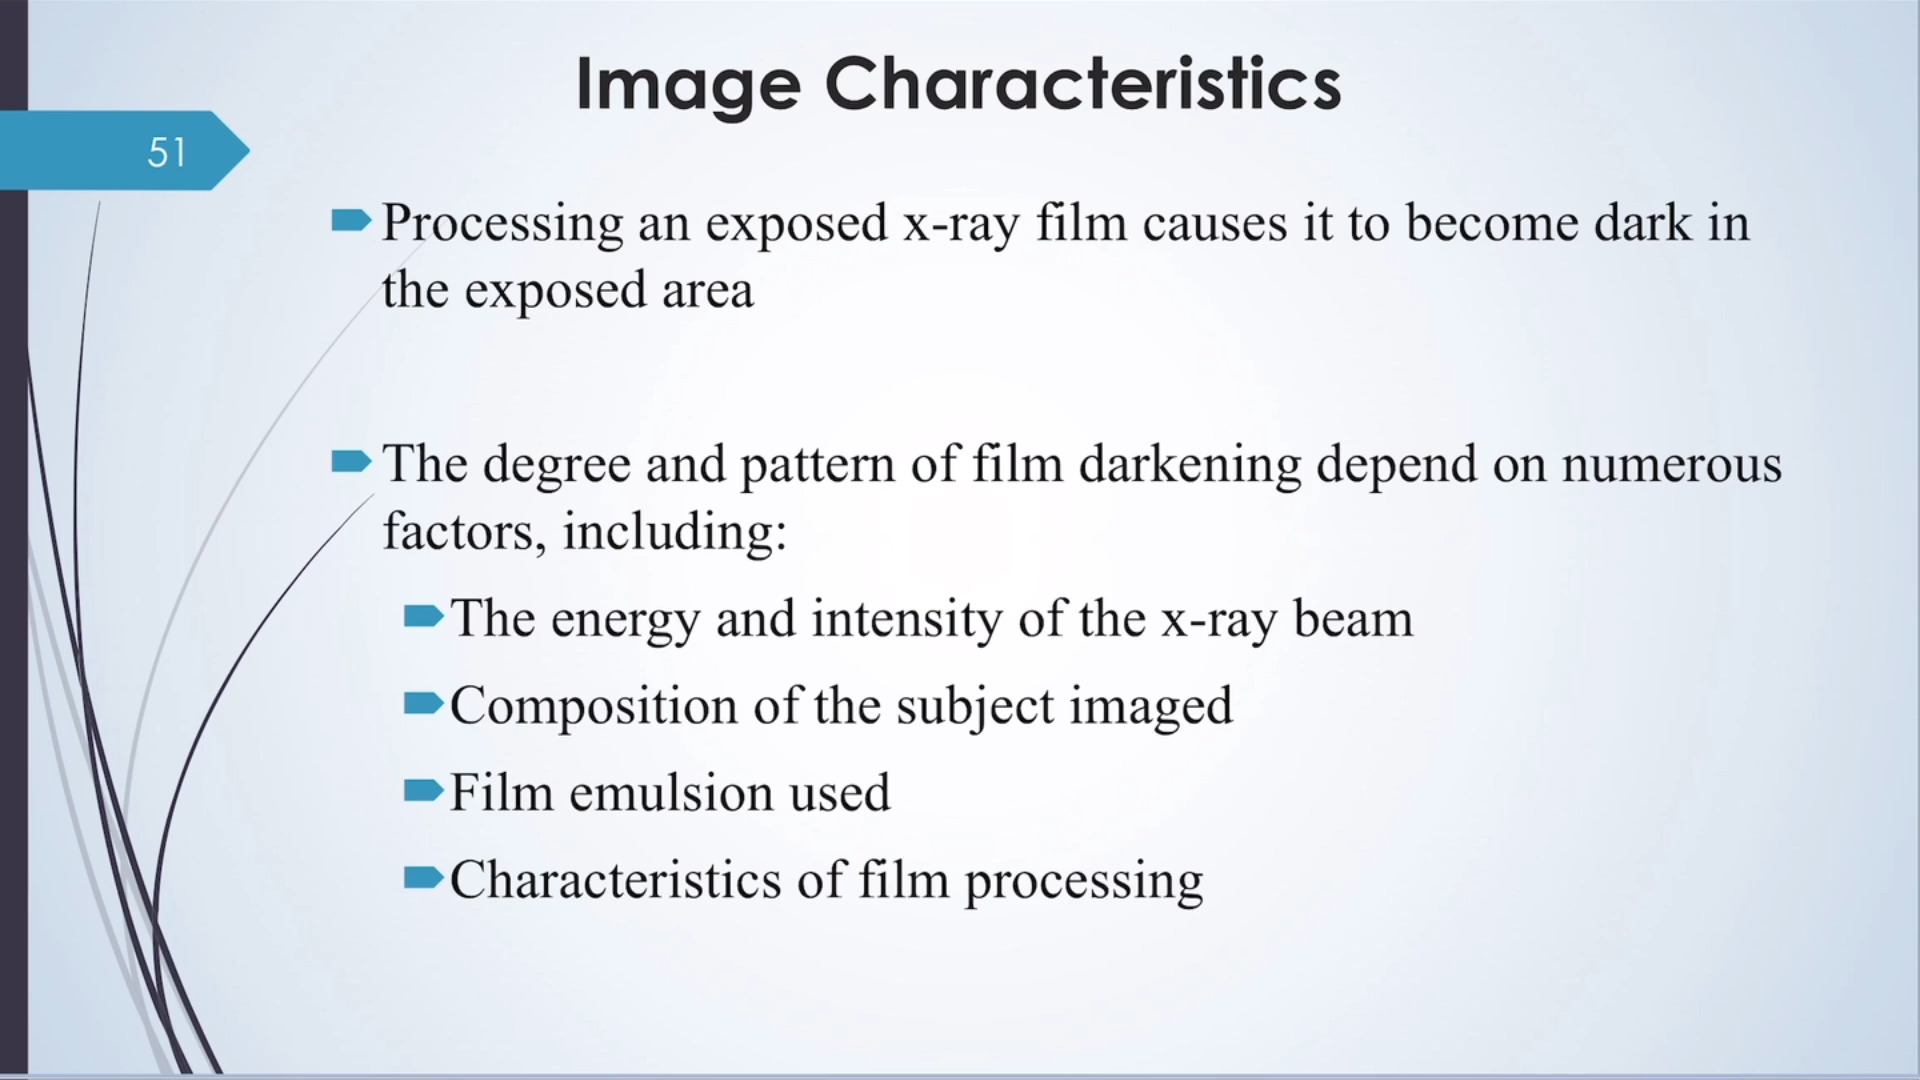 Image Characteristics
51
Processing an exposed x-ray film causes it to become dark in
the exposed area
The degree and pattern of film darkening depend on numerous
factors, including:
The energy and intensity of the x-ray beam
Composition of the subject imaged
Film emulsion used
Characteristics of film processing